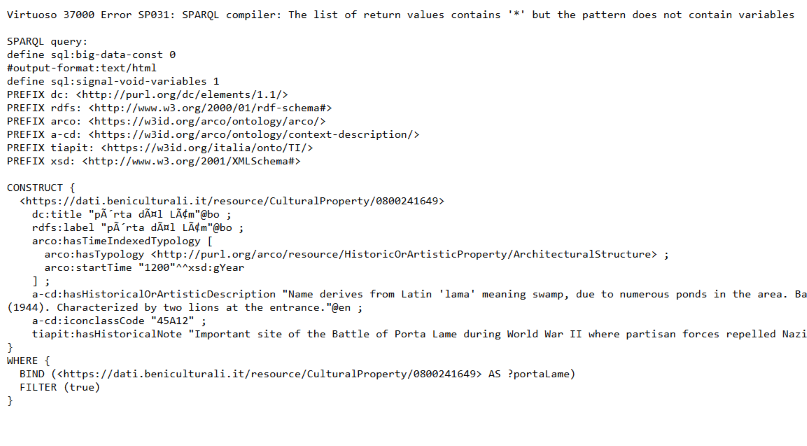 Virtuoso 37000 Error SP031: SPARQL compiler: The list of return values contains '*' but the pattern does not contain variables
SPARQL query:
define sql:big-data-const 0
#output-format:text/html
define sql:signal-void-variables 1
PREFIX dc: <http://purl.org/dc/elements/1.1/>
PREFIX rdfs: <http://www.w3.org/2000/01/rdf-schema#>
PREFIX arco: <https://w3id.org/arco/ontology/arco/>
PREFIX a-cd: <https://w3id.org/arco/ontology/context-description/>
PREFIX tiapit: <https://w3id.org/italia/onto/TI/>
PREFIX xsd: <http://www.w3.org/2001/XMLSchema#>
CONSTRUCT {
  <https://dati.beniculturali.it/resource/CulturalProperty/0800241649>
    dc:title "pÃ´rta dÃ¤l LÃ¢m"@bo ;
    rdfs:label "pÃ´rta dÃ¤l LÃ¢m"@bo ;
    arco:hasTimeIndexedTypology [
      arco:hasTypology <http://purl.org/arco/resource/HistoricOrArtisticProperty/ArchitecturalStructure> ;
      arco:startTime "1200"^^xsd:gYear
    ] ;
    a-cd:hasHistoricalOrArtisticDescription "Name derives from Latin 'lama' meaning swamp, due to numerous ponds in the area. Ba
(1944). Characterized by two lions at the entrance."@en ;
    a-cd:iconclassCode "45A12" ;
    tiapit:hasHistoricalNote "Important site of the Battle of Porta Lame during World War II where partisan forces repelled Nazi
}
WHERE {
  BIND (<https://dati.beniculturali.it/resource/CulturalProperty/0800241649> AS ?portaLame)
  FILTER (true)
}